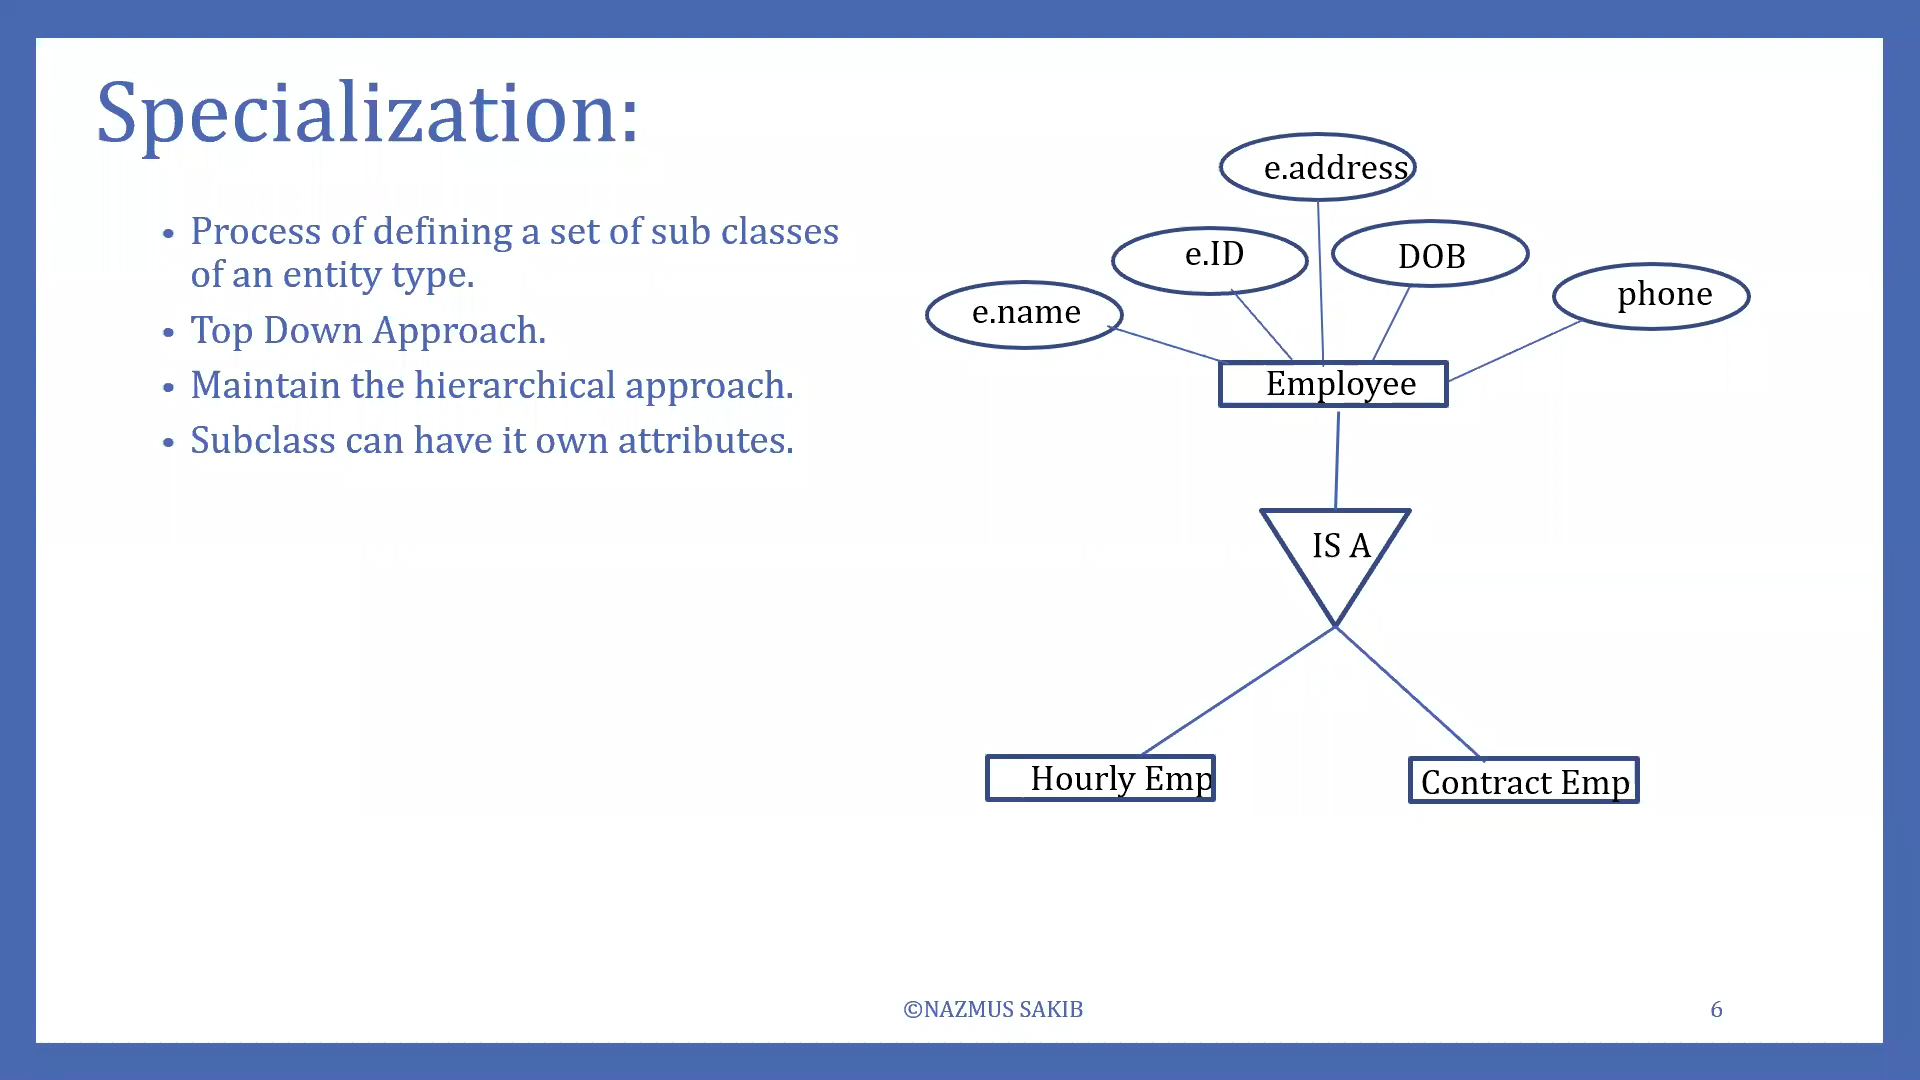 Specialization:
• Process of defining a set of sub classes
of an entity type.
• Top Down Approach.
• Maintain the hierarchical approach.
• Subclass can have it own attributes.
e.address
e.ID
DOB
e.name
phone
Employee
IS A
Hourly Emp
Contract Emp
©NAZMUS SAKIB
6